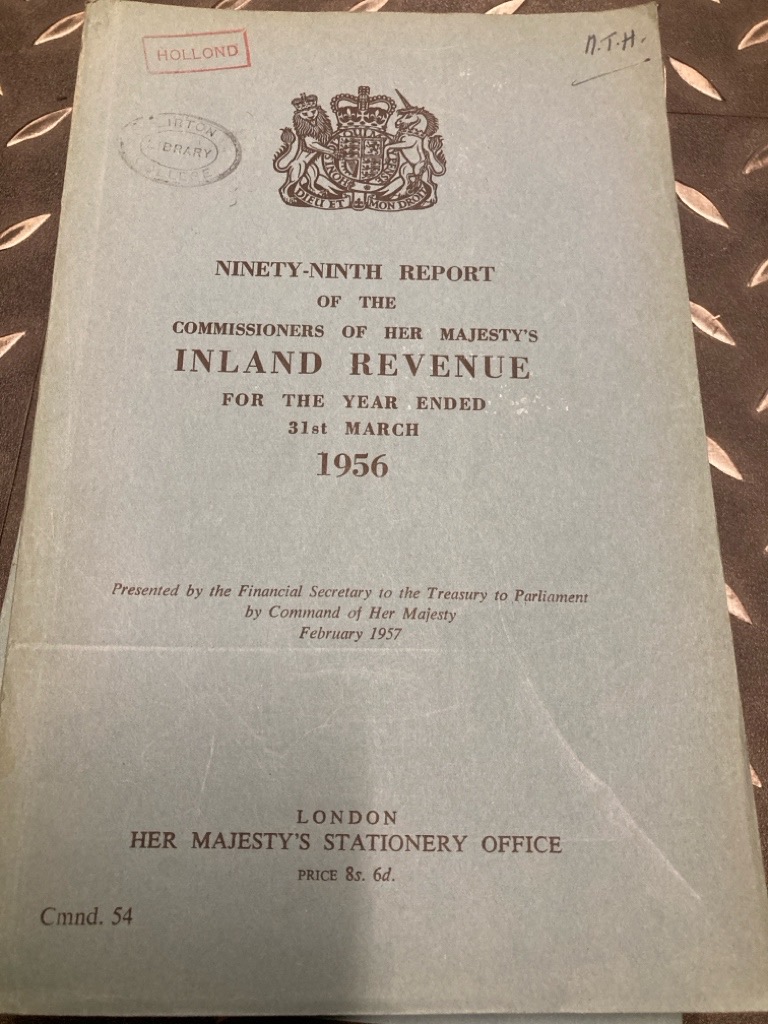 HOLLOND
M.T.H.
LIBRARY
DIEU ET MON DROIT
NINETY-NINTH REPORT
OF THE
COMMISSIONERS OF HER MAJESTY'S
INLAND REVENUE
FOR THE YEAR ENDED
31st MARCH
1956
Presented by the Financial Secretary to the Treasury to Parliament
by Command of Her Majesty
February 1957
LONDON
HER MAJESTY'S STATIONERY OFFICE
PRICE 8s. 6d.
Cmnd. 54